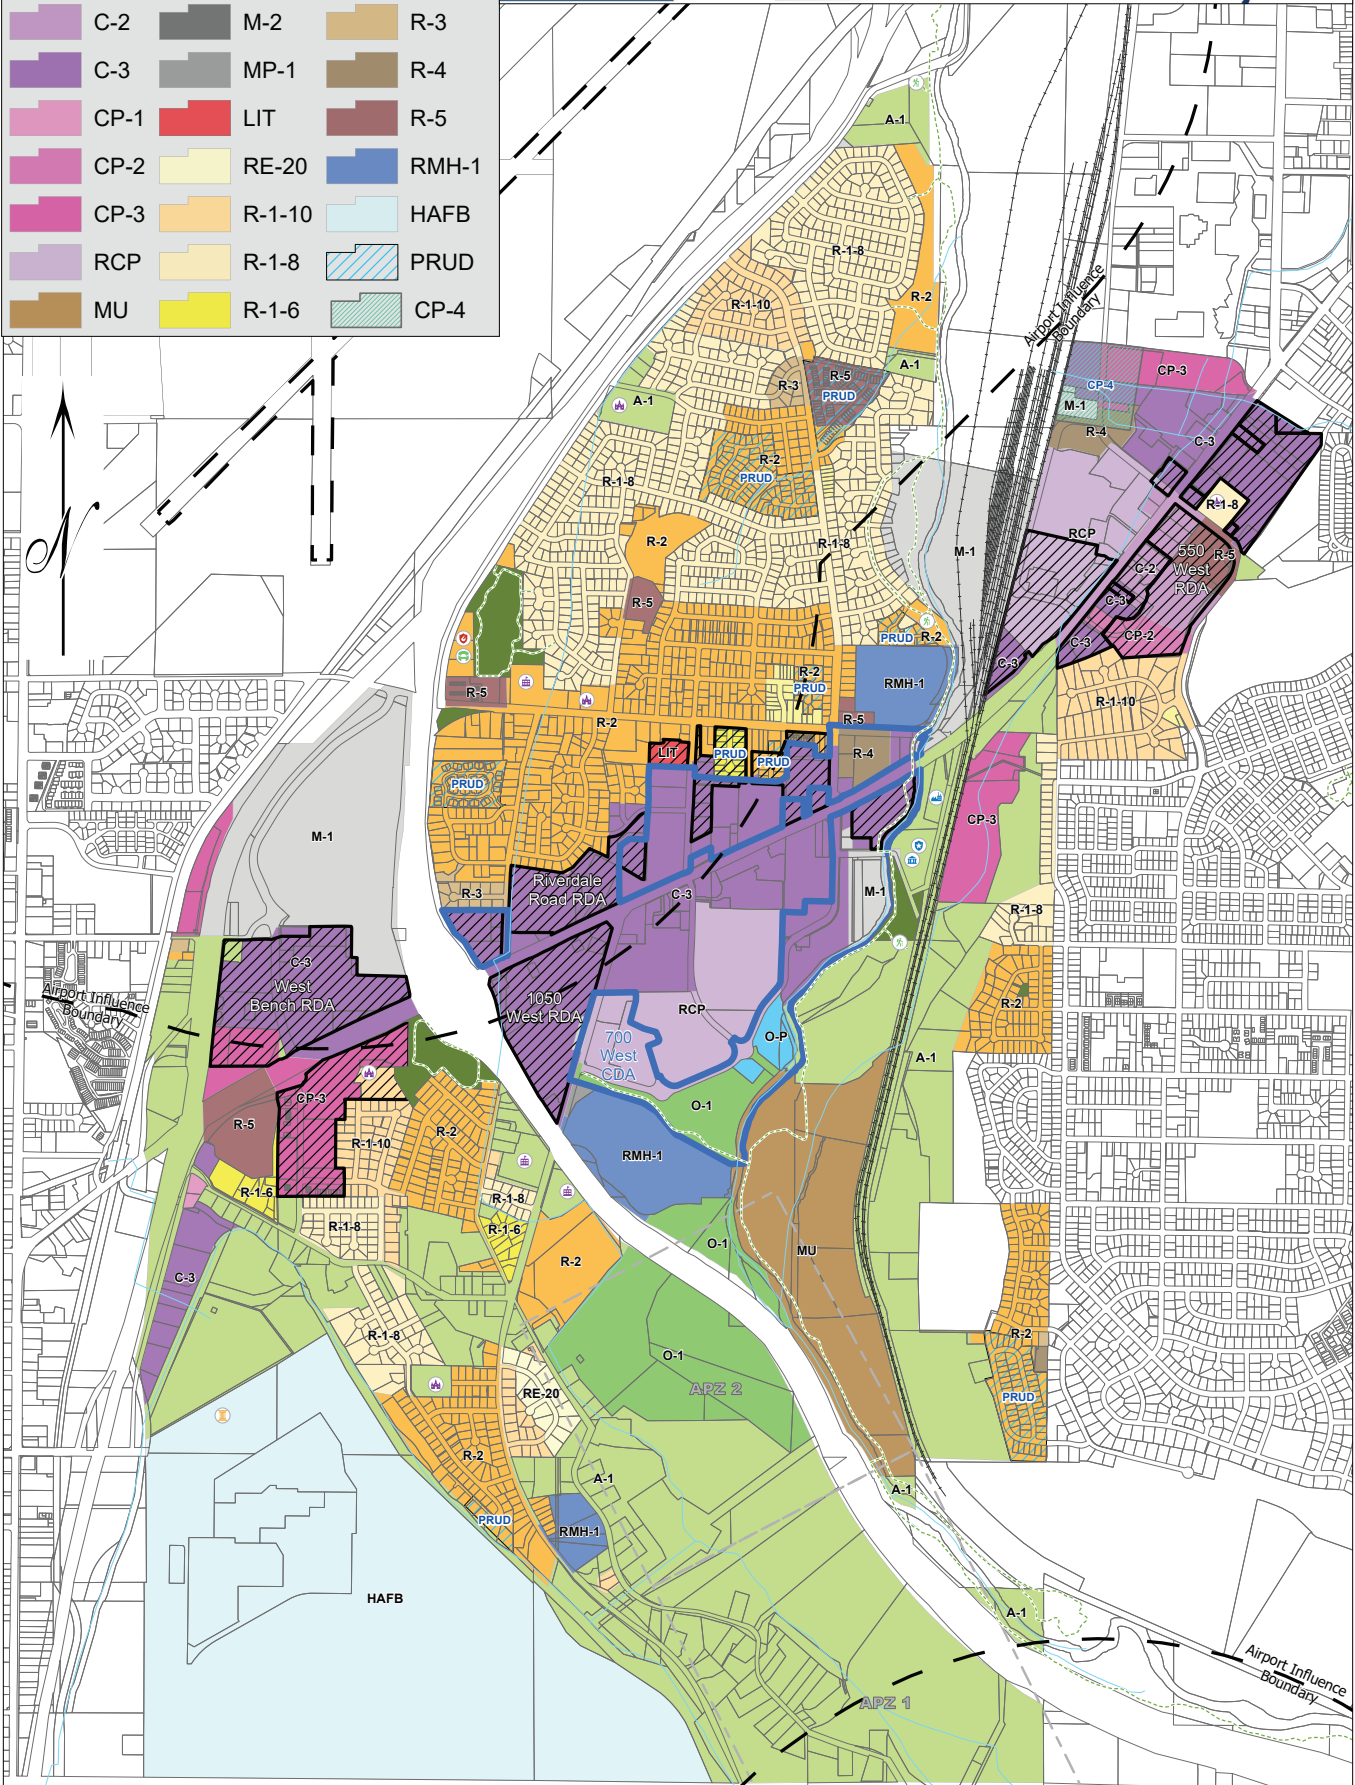 C-2
M-2
R-3
C-3
MP-1
R-4
CP-1
LIT
R-5
CP-2
RE-20
RMH-1
CP-3
R-1-10
HAFB
RCP
R-1-8
PRUD
MU
R-1-6
CP-4
N
A-1
R-1-8
R-1-10
R-2
Airport Influence
Boundary
A-1
R-3
R-5
PRUD
A-1
CP-3
CP-4
M-1
R-4
C-3
R-2
PRUD
R-1-8
R-1-8
R-1-8
R-2
M-1
RCP
550
West
RDA
R-5
C-2
C-3
R-5
PRUD
R-2
CP-2
C-3
C-3
R-2
PRUD
RMH-1
R-5
R-1-10
R-2
R-5
LIT
PRUD
PRUD
R-4
PRUD
CP-3
M-1
Riverdale
Road RDA
R-3
C-3
M-1
R-1-8
C-3
West
Bench RDA
1050
West RDA
RCP
R-2
Airport Influence
Boundary
O-P
700
West
CDA
A-1
CP-3
O-1
R-5
R-1-10
R-2
RMH-1
R-1-6
R-1-8
R-1-8
R-1-6
O-1
MU
R-2
C-3
R-1-8
R-2
O-1
APZ 2
RE-20
PRUD
R-2
A-1
A-1
PRUD
RMH-1
HAFB
A-1
Airport Influence
Boundary
APZ 1